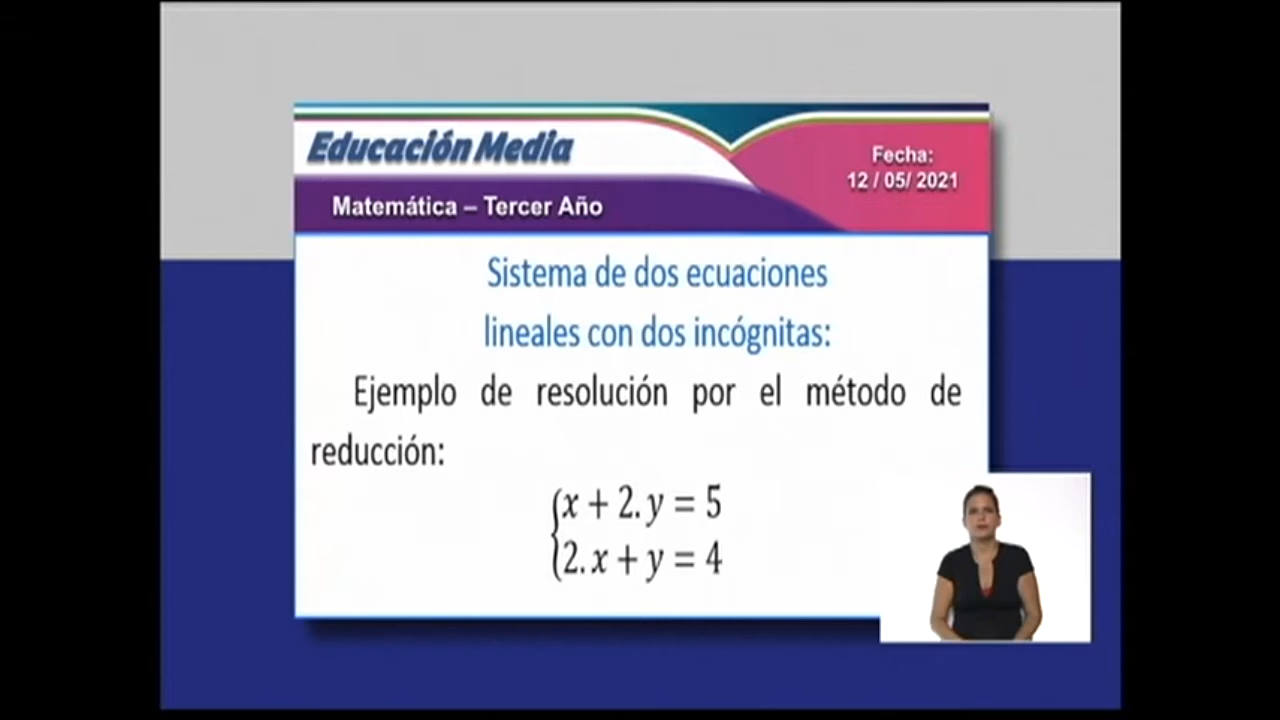 Educación Media
Fecha:
12 / 05/ 2021
Matemática – Tercer Año
Sistema de dos ecuaciones
lineales con dos incógnitas:
Ejemplo de resolución por el método de
reducción:
x + 2. y = 5
2. x + y = 4